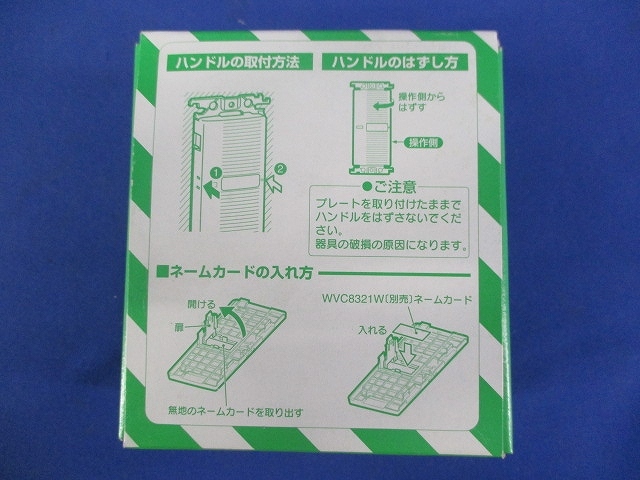 ハンドルの取付方法
①
②
ハンドルのはずし方
操作側から
はずす
操作側
●ご注意
プレートを取り付けたままで
ハンドルをはずさないでくだ
さい。
器具の破損の原因になります。
■ネームカードの入れ方
開ける
扉
無地のネームカードを取り出す
WVC8321W(別売)ネームカード
入れる